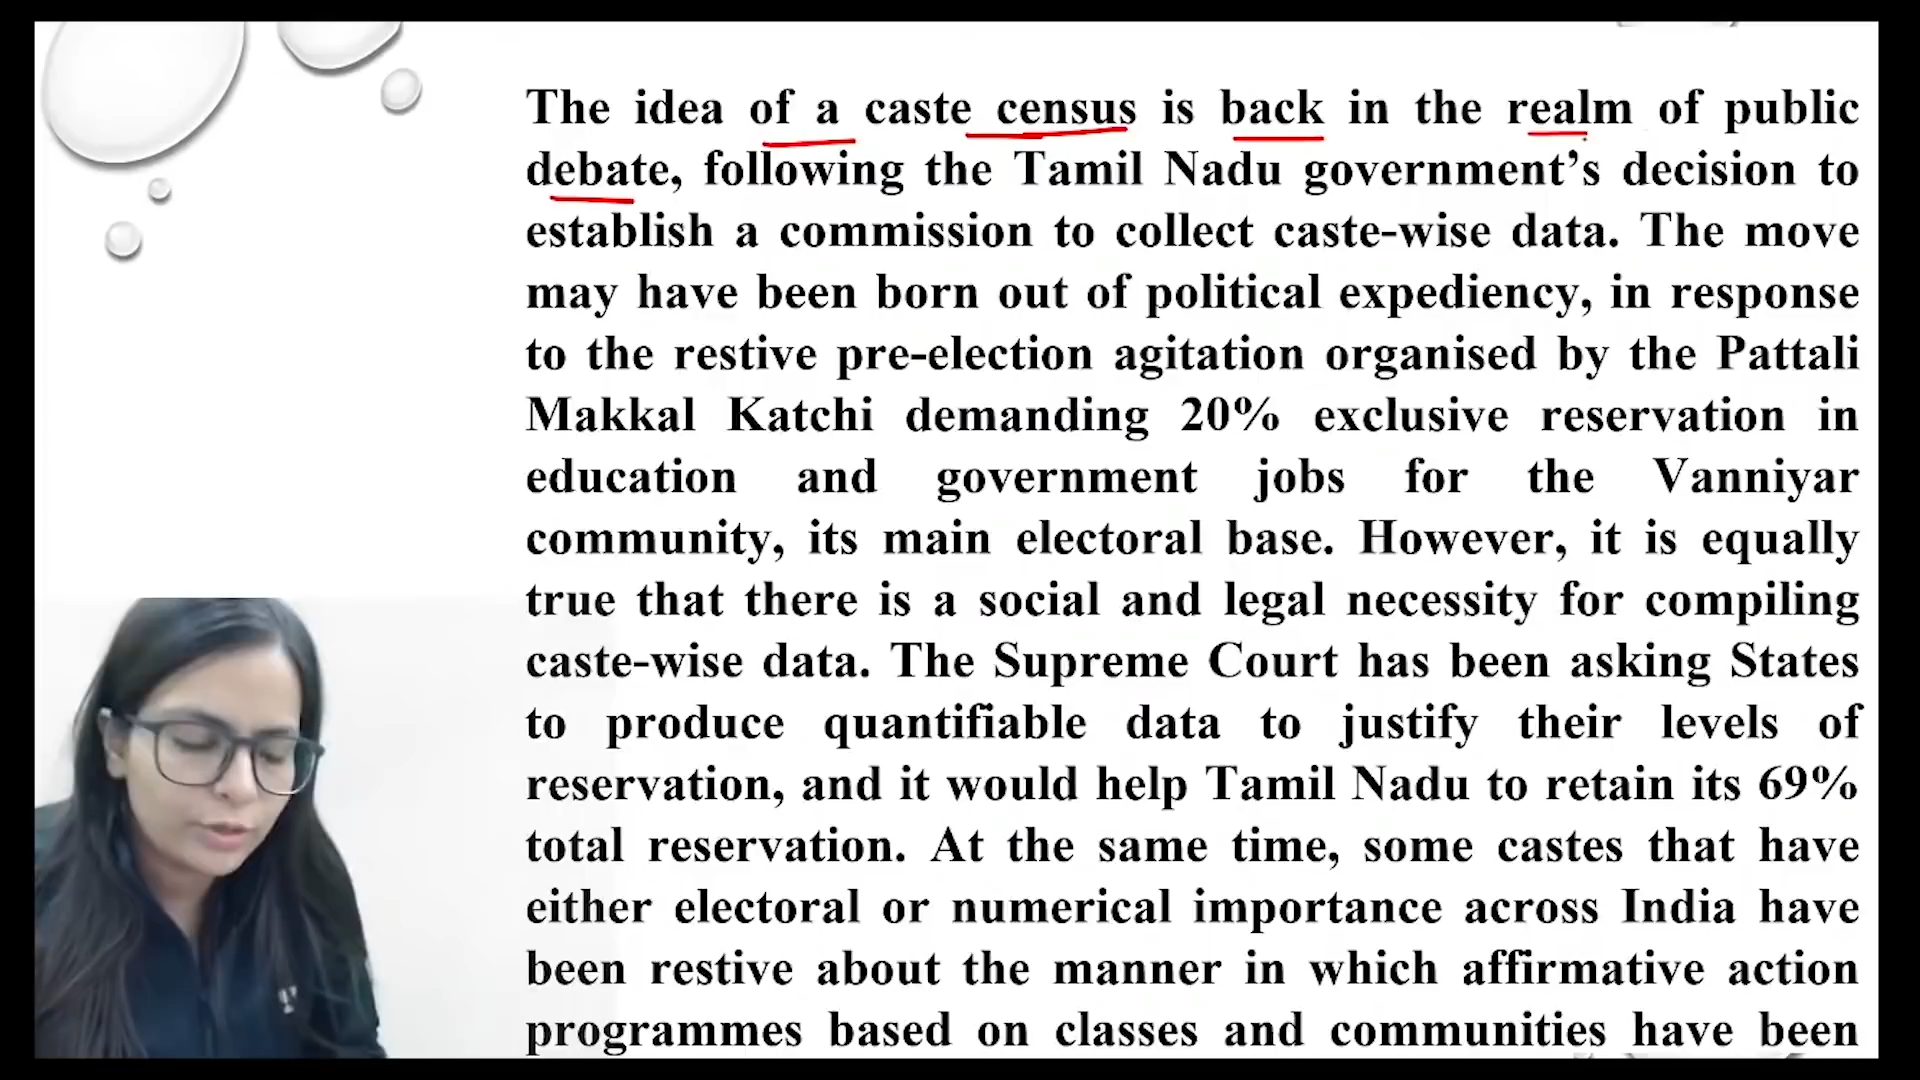 The idea of a caste census is back in the realm of public
debate, following the Tamil Nadu government’s decision to
establish a commission to collect caste-wise data. The move
may have been born out of political expediency, in response
to the restive pre-election agitation organised by the Pattali
Makkal Katchi demanding 20% exclusive reservation in
education and government jobs for the Vanniyar
community, its main electoral base. However, it is equally
true that there is a social and legal necessity for compiling
caste-wise data. The Supreme Court has been asking States
to produce quantifiable data to justify their levels of
reservation, and it would help Tamil Nadu to retain its 69%
total reservation. At the same time, some castes that have
either electoral or numerical importance across India have
been restive about the manner in which affirmative action
programmes based on classes and communities have been